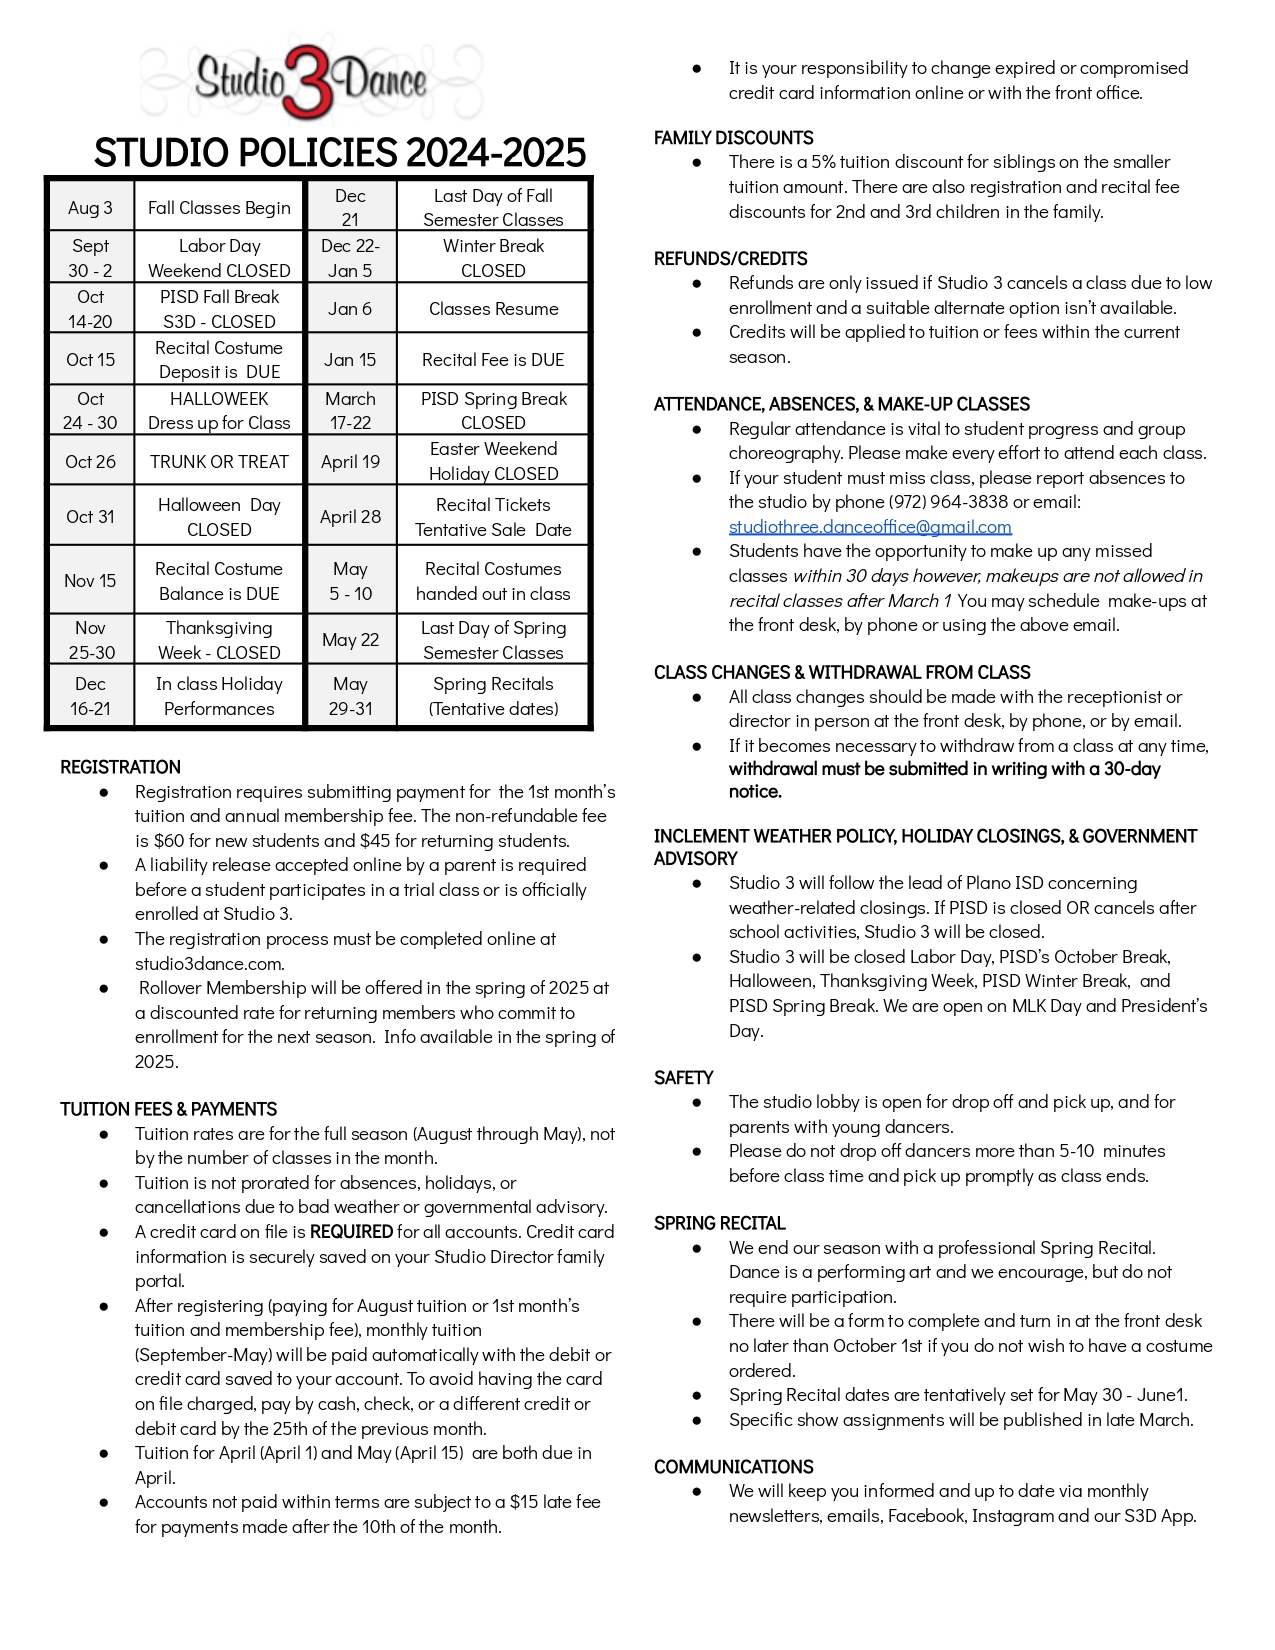 Studio 3 Dance
STUDIO POLICIES 2024-2025
Aug 3 Fall Classes Begin Dec 21 Last Day of Fall Semester Classes
Sept 30 - 2 Labor Day Weekend CLOSED Dec 22- Jan 5 Winter Break CLOSED
Oct 14-20 PISD Fall Break S3D - CLOSED Jan 6 Classes Resume
Oct 15 Recital Costume Deposit is DUE Jan 15 Recital Fee is DUE
Oct 24 - 30 HALLOWEEK Dress up for Class March 17-22 PISD Spring Break CLOSED
Oct 26 TRUNK OR TREAT April 19 Easter Weekend Holiday CLOSED
Oct 31 Halloween Day CLOSED April 28 Recital Tickets Tentative Sale Date
Nov 15 Recital Costume Balance is DUE May 5 - 10 Recital Costumes handed out in class
Nov 25-30 Thanksgiving Week - CLOSED May 22 Last Day of Spring Semester Classes
Dec 16-21 In class Holiday Performances May 29-31 Spring Recitals (Tentative dates)
REGISTRATION
● Registration requires submitting payment for the 1st month's
tuition and annual membership fee. The non-refundable fee
is $60 for new students and $45 for returning students.
● A liability release accepted online by a parent is required
before a student participates in a trial class or is officially
enrolled at Studio 3.
● The registration process must be completed online at
studio3dance.com.
● Rollover Membership will be offered in the spring of 2025 at
a discounted rate for returning members who commit to
enrollment for the next season. Info available in the spring of
2025.
TUITION FEES & PAYMENTS
● Tuition rates are for the full season (August through May), not
by the number of classes in the month.
● Tuition is not prorated for absences, holidays, or
cancellations due to bad weather or governmental advisory.
● A credit card on file is REQUIRED for all accounts. Credit card
information is securely saved on your Studio Director family
portal.
● After registering (paying for August tuition or 1st month's
tuition and membership fee), monthly tuition
(September-May) will be paid automatically with the debit or
credit card saved to your account. To avoid having the card
on file charged, pay by cash, check, or a different credit or
debit card by the 25th of the previous month.
● Tuition for April (April 1) and May (April 15) are both due in
April.
● Accounts not paid within terms are subject to a $15 late fee
for payments made after the 10th of the month.
● It is your responsibility to change expired or compromised
credit card information online or with the front office.
FAMILY DISCOUNTS
● There is a 5% tuition discount for siblings on the smaller
tuition amount. There are also registration and recital fee
discounts for 2nd and 3rd children in the family.
REFUNDS/CREDITS
● Refunds are only issued if Studio 3 cancels a class due to low
enrollment and a suitable alternate option isn't available.
● Credits will be applied to tuition or fees within the current
season.
ATTENDANCE, ABSENCES, & MAKE-UP CLASSES
● Regular attendance is vital to student progress and group
choreography. Please make every effort to attend each class.
● If your student must miss class, please report absences to
the studio by phone (972) 964-3838 or email:
studiothree.danceoffice@gmail.com
● Students have the opportunity to make up any missed
classes within 30 days however, makeups are not allowed in
recital classes after March 1 You may schedule make-ups at
the front desk, by phone or using the above email.
CLASS CHANGES & WITHDRAWAL FROM CLASS
● All class changes should be made with the receptionist or
director in person at the front desk, by phone, or by email.
● If it becomes necessary to withdraw from a class at any time,
withdrawal must be submitted in writing with a 30-day
notice.
INCLEMENT WEATHER POLICY, HOLIDAY CLOSINGS, & GOVERNMENT
ADVISORY
● Studio 3 will follow the lead of Plano ISD concerning
weather-related closings. If PISD is closed OR cancels after
school activities, Studio 3 will be closed.
● Studio 3 will be closed Labor Day, PISD's October Break,
Halloween, Thanksgiving Week, PISD Winter Break, and
PISD Spring Break. We are open on MLK Day and President's
Day.
SAFETY
● The studio lobby is open for drop off and pick up, and for
parents with young dancers.
● Please do not drop off dancers more than 5-10 minutes
before class time and pick up promptly as class ends.
SPRING RECITAL
● We end our season with a professional Spring Recital.
Dance is a performing art and we encourage, but do not
require participation.
● There will be a form to complete and turn in at the front desk
no later than October 1st if you do not wish to have a costume
ordered.
● Spring Recital dates are tentatively set for May 30 - June1.
● Specific show assignments will be published in late March.
COMMUNICATIONS
● We will keep you informed and up to date via monthly
newsletters, emails, Facebook, Instagram and our S3D App.